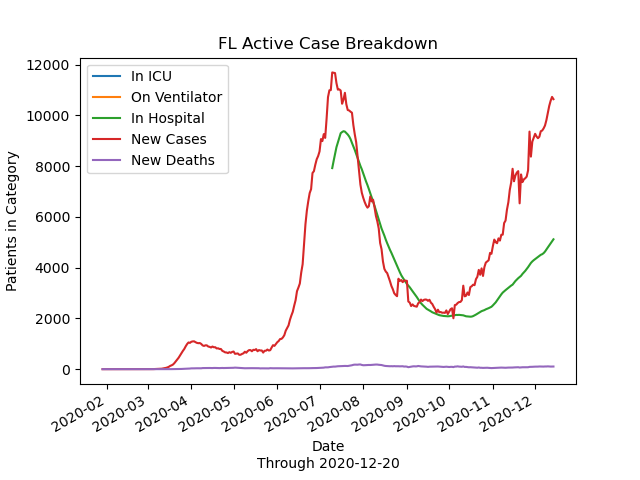 FL Active Case Breakdown
12000
10000
8000
6000
4000
2000
0
Patients in Category
In ICU
On Ventilator
In Hospital
New Cases
New Deaths
2020-02
2020-03
2020-04
2020-05
2020-06
2020-07
2020-08
2020-09
2020-10
2020-11
2020-12
Date
Through 2020-12-20